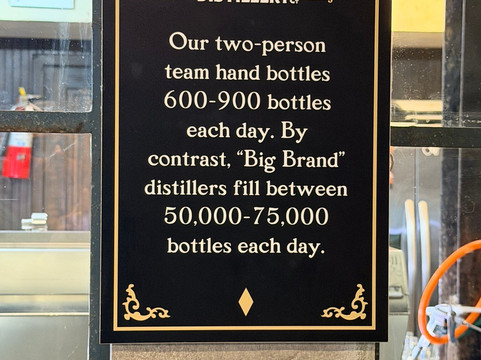 DISTILLERY
Our two-person
team hand bottles
600-900 bottles
each day. By
contrast, “Big Brand”
distillers fill between
50,000-75,000
bottles each day.